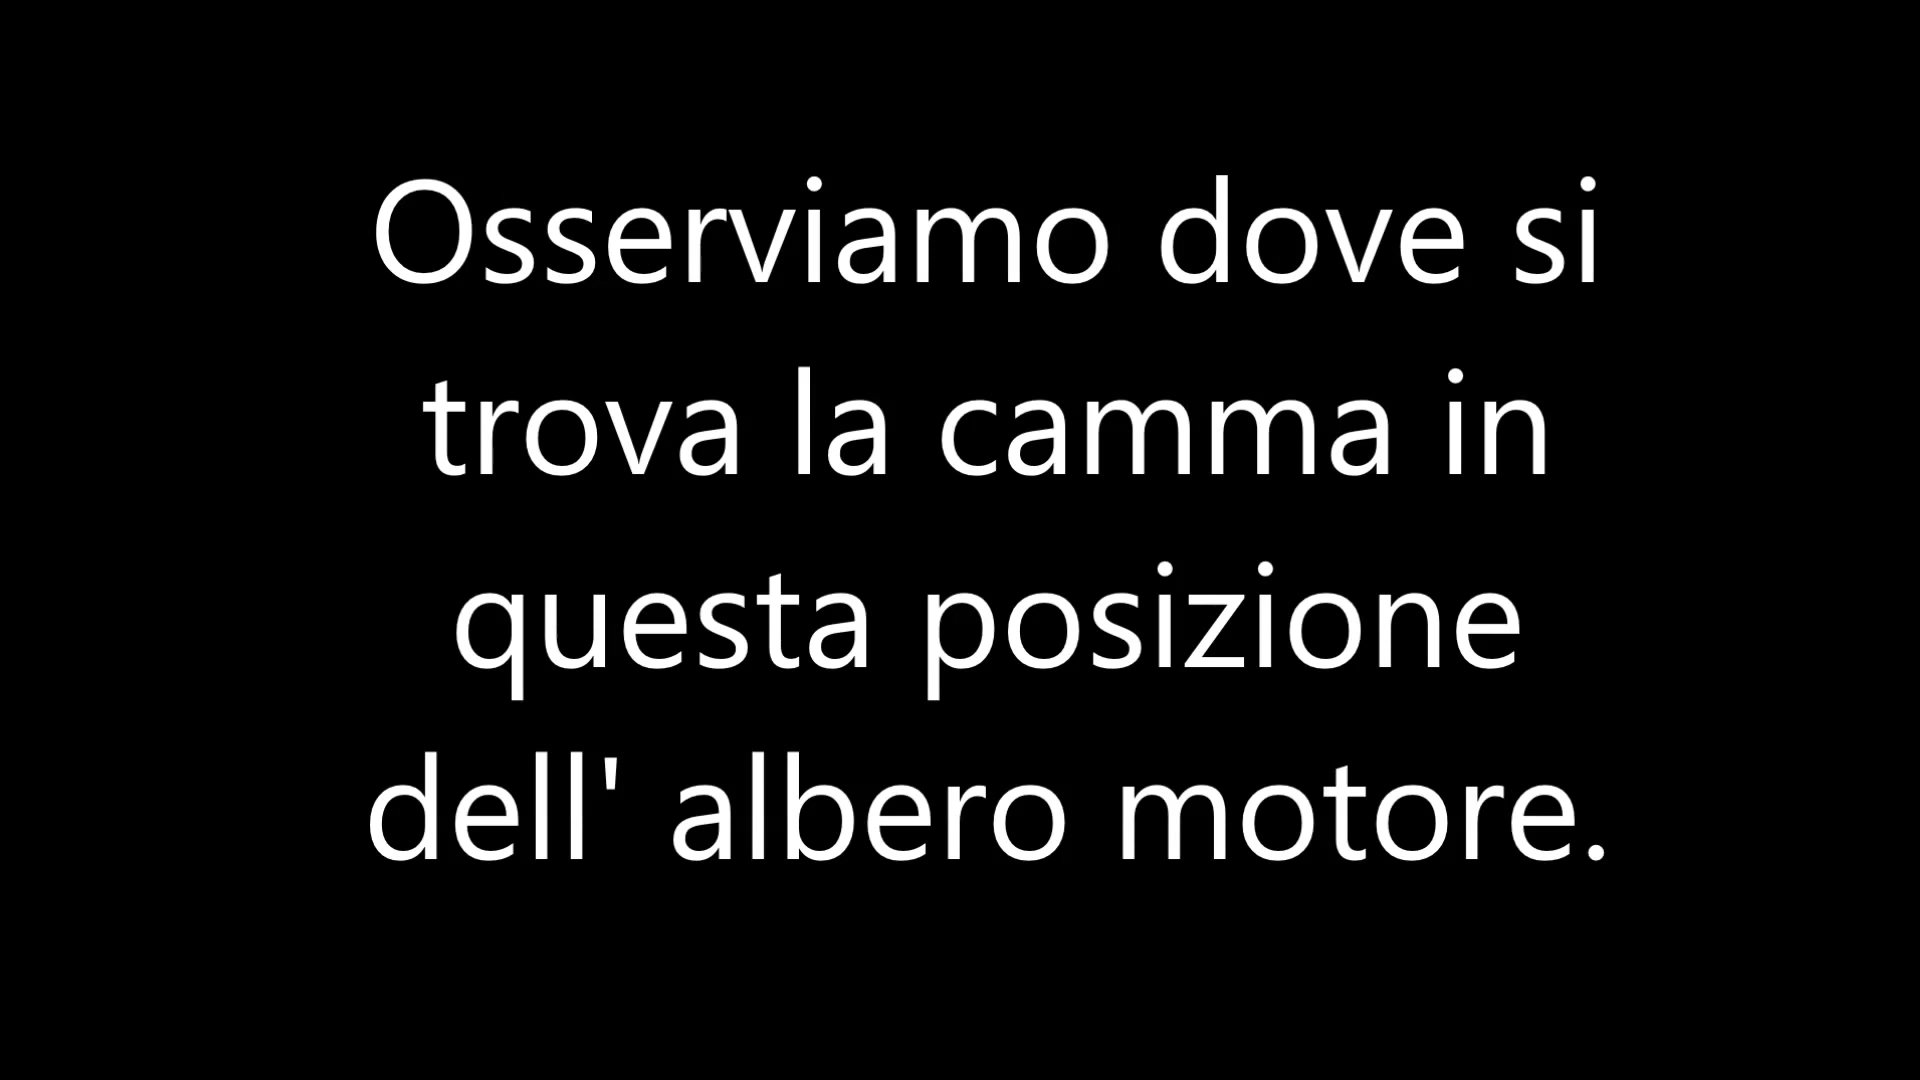 Osserviamo dove si
trova la camma in
questa posizione
dell' albero motore.